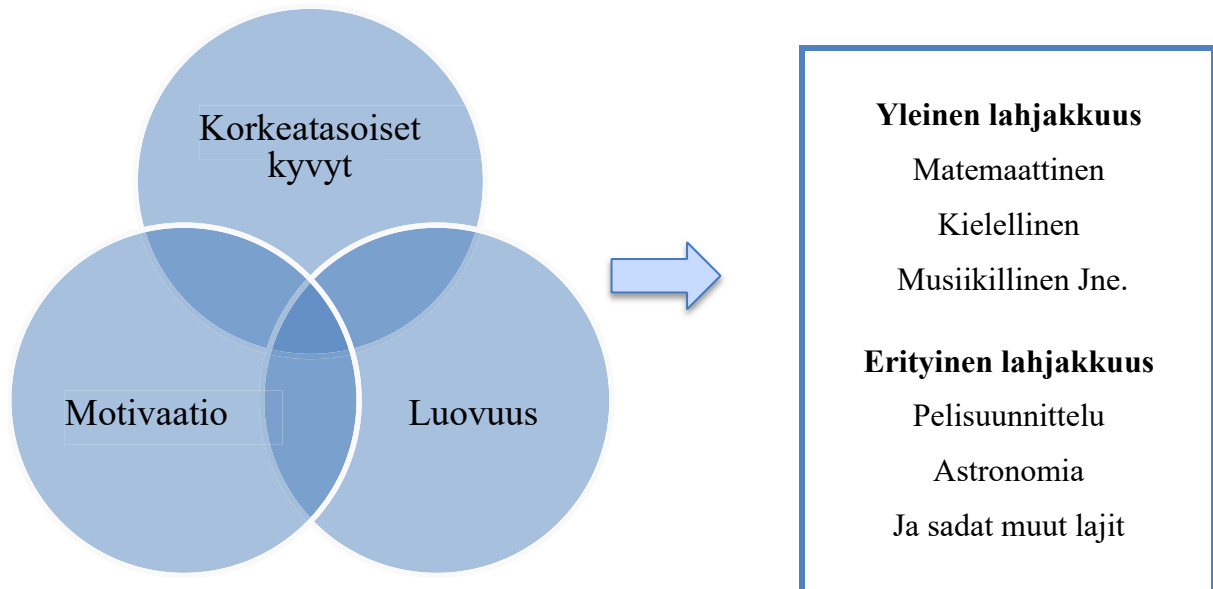 Korkeatasoiset
kyvyt
Motivaatio
Luovuus
Yleinen lahjakkuus
Matemaattinen
Kielellinen
Musiikillinen Jne.
Erityinen lahjakkuus
Pelisuunnittelu
Astronomia
Ja sadat muut lajit